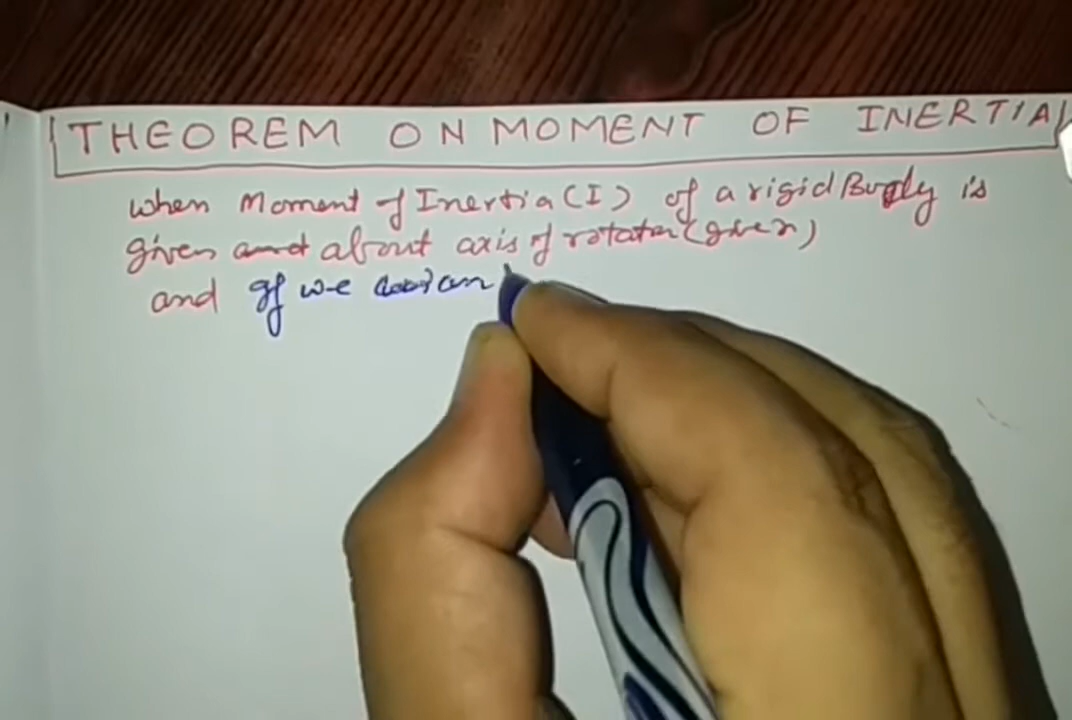 THEOREM ON MOMENT OF INERTIA
when Moment of Inertia (I) of a rigid Body is
given about axis of rotation (given)
and If we